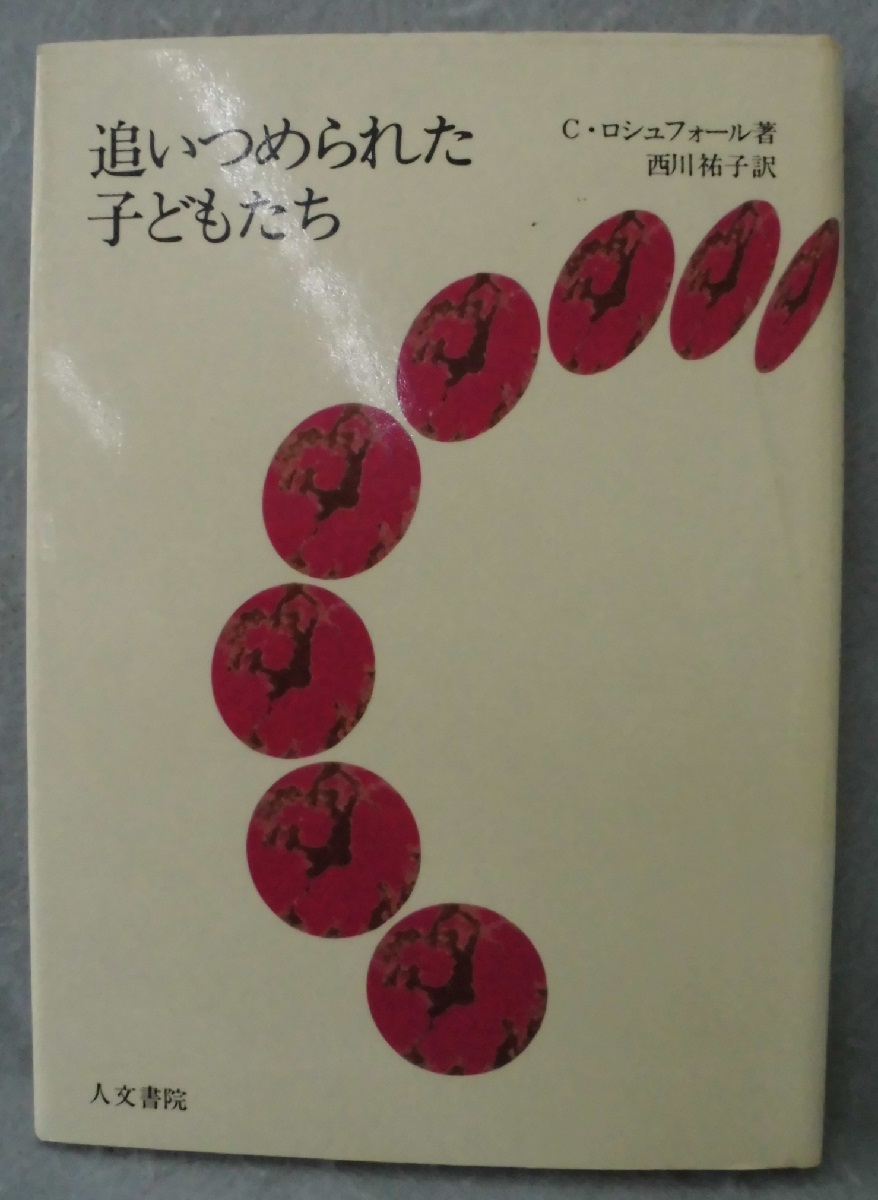 追いつめられた
子どもたち
C・ロシュフォール著
西川祐子訳
人文書院